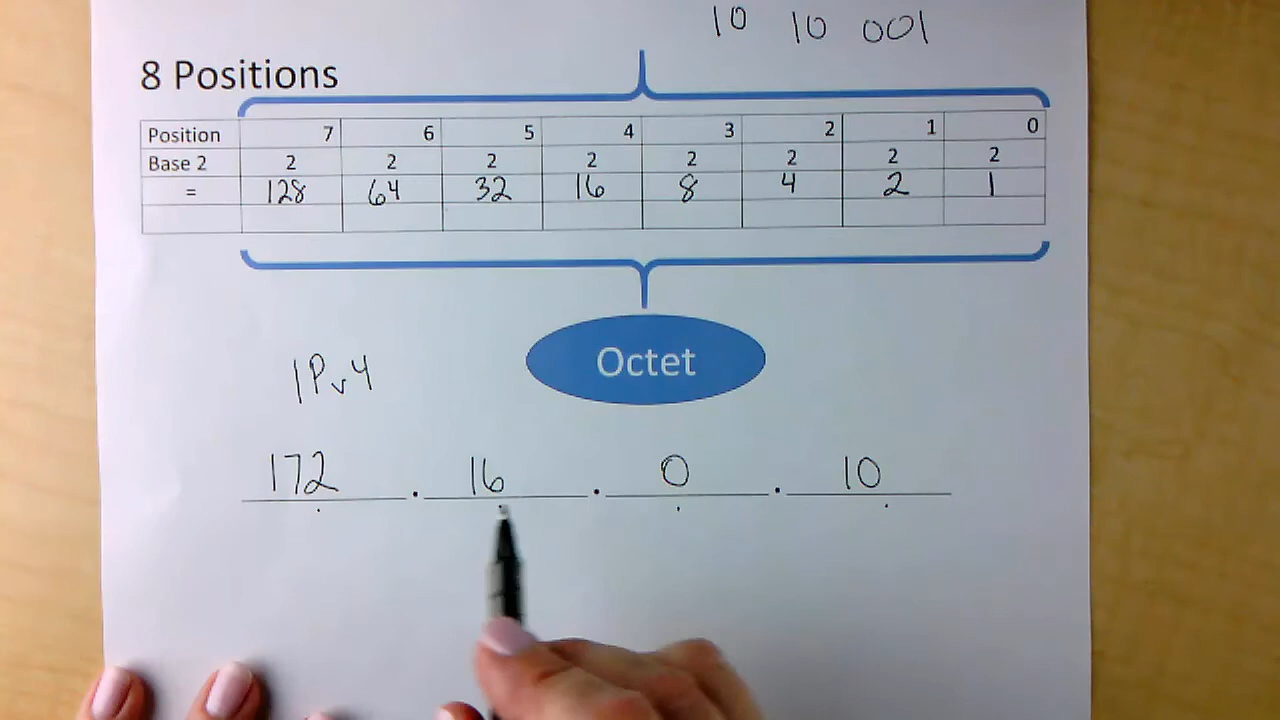 10 10 001
8 Positions
Position 7 6 5 4 3 2 1 0
Base 2 2 2 2 2 2 2 2 2
= 128 64 32 16 8 4 2 1
Octet
IPv4
172 . 16 . 0 . 10